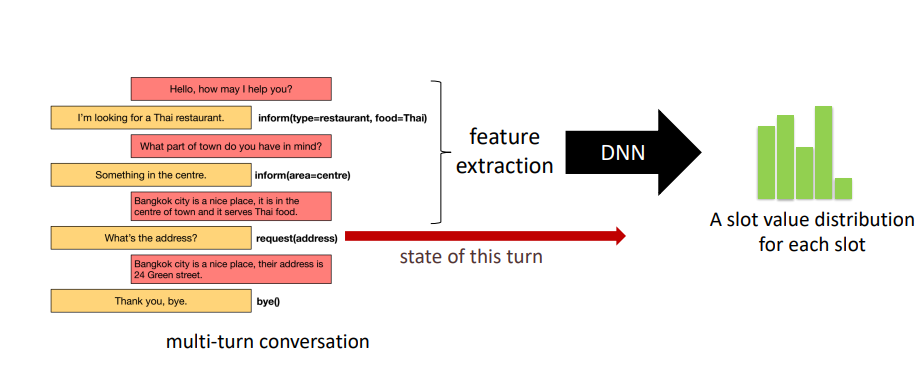 Hello, how may I help you?
I'm looking for a Thai restaurant.
inform(type=restaurant, food=Thai)
What part of town do you have in mind?
Something in the centre.
inform(area=centre)
Bangkok city is a nice place, it is in the
centre of town and it serves Thai food.
What's the address?
request(address)
Bangkok city is a nice place, their address is
24 Green street.
Thank you, bye.
bye()
multi-turn conversation
feature
extraction
state of this turn
DNN
A slot value distribution
for each slot